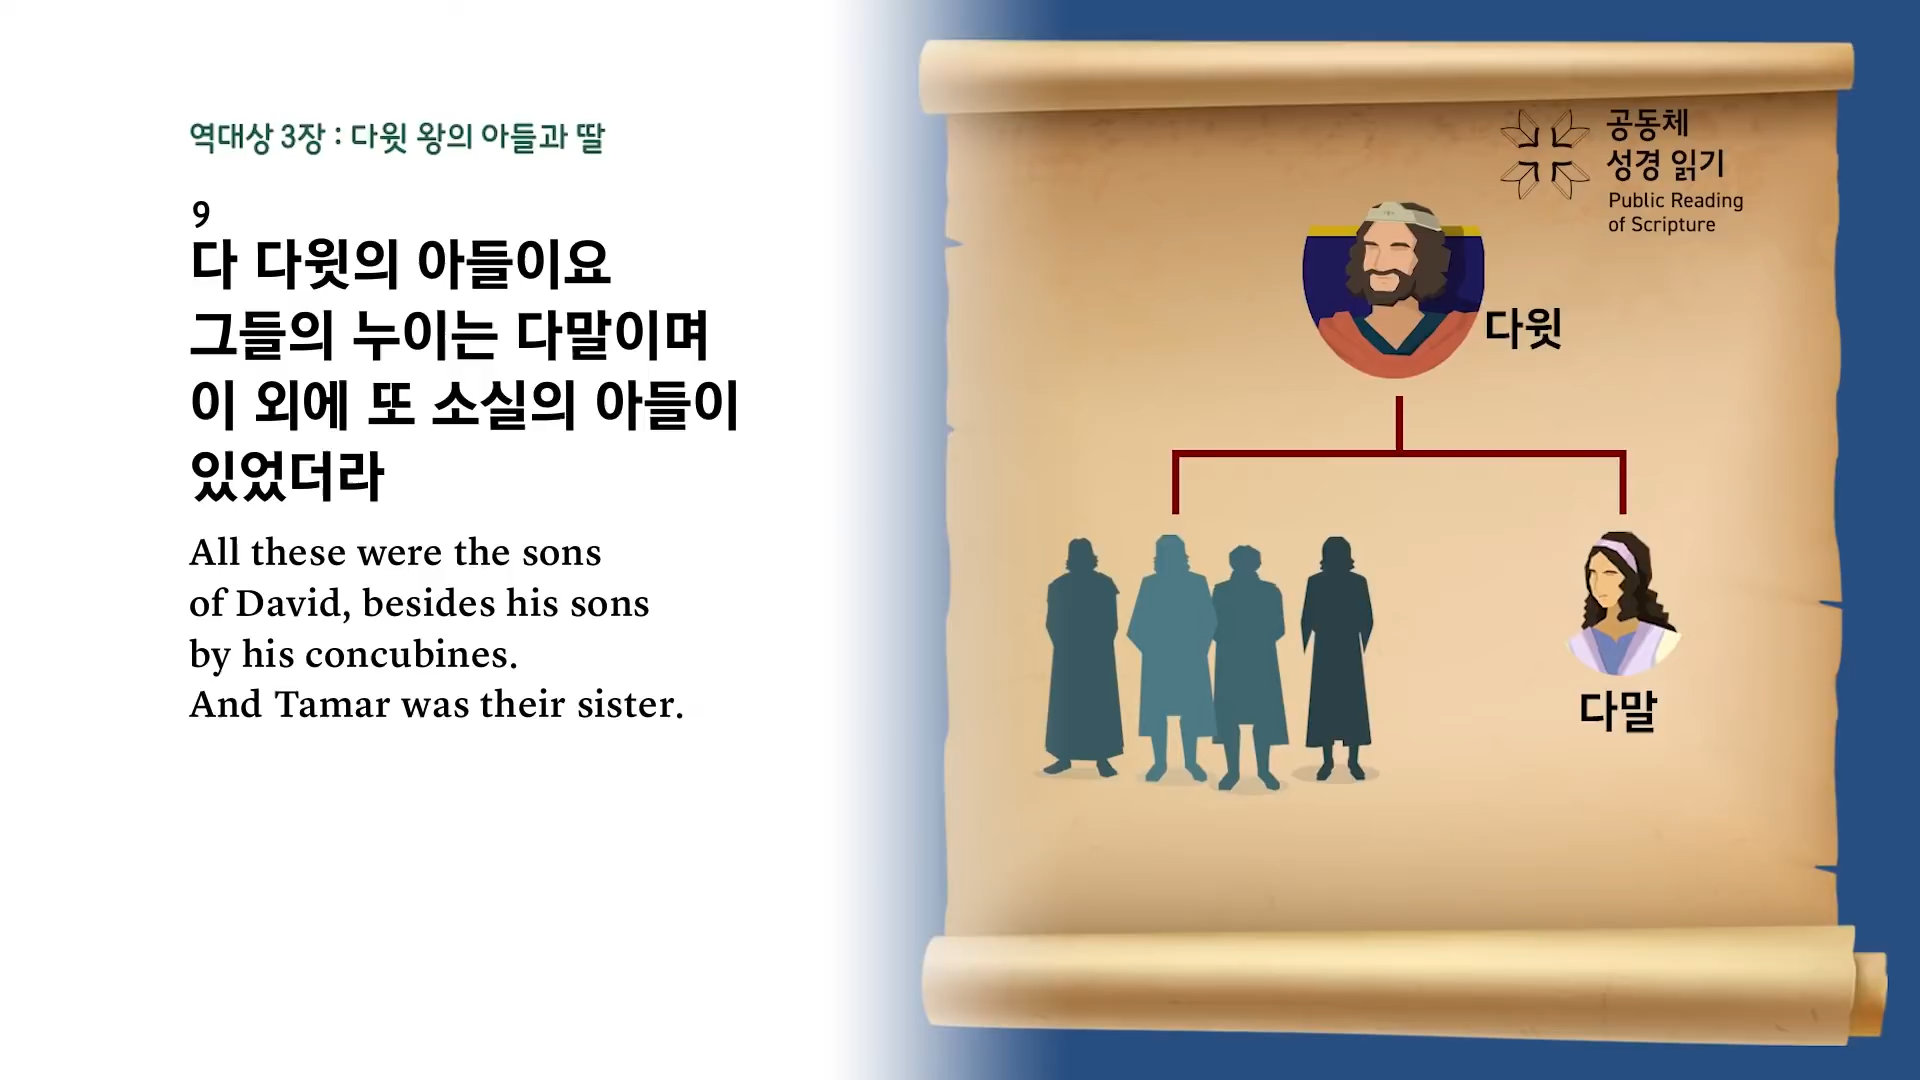 역대상 3장 : 다윗 왕의 아들과 딸
9
다 다윗의 아들이요
그들의 누이는 다말이며
이 외에 또 소실의 아들이
있었더라
All these were the sons
of David, besides his sons
by his concubines.
And Tamar was their sister.
공동체
성경 읽기
Public Reading
of Scripture
다윗
다말